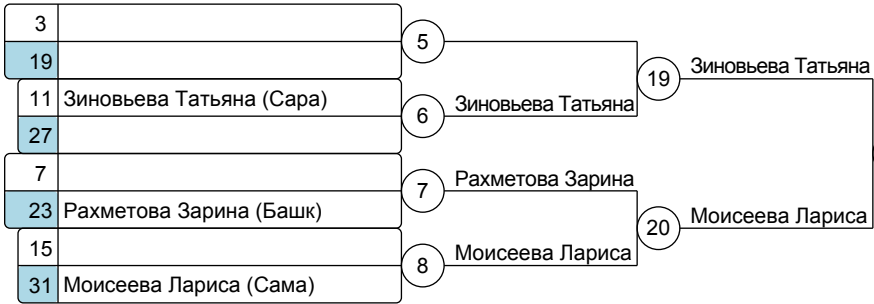 3
19
5
11 Зиновьева Татьяна (Сара)
27
6
Зиновьева Татьяна
19
Зиновьева Татьяна
7
23 Рахметова Зарина (Башк)
7
Рахметова Зарина
15
31 Моисеева Лариса (Сама)
8
Моисеева Лариса
20
Моисеева Лариса